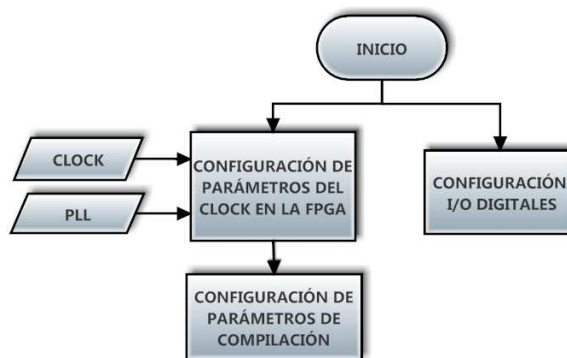 INICIO
CLOCK
PLL
CONFIGURACIÓN DE
PARÁMETROS DEL
CLOCK EN LA FPGA
CONFIGURACIÓN
I/O DIGITALES
CONFIGURACIÓN DE
PARÁMETROS DE
COMPILACIÓN